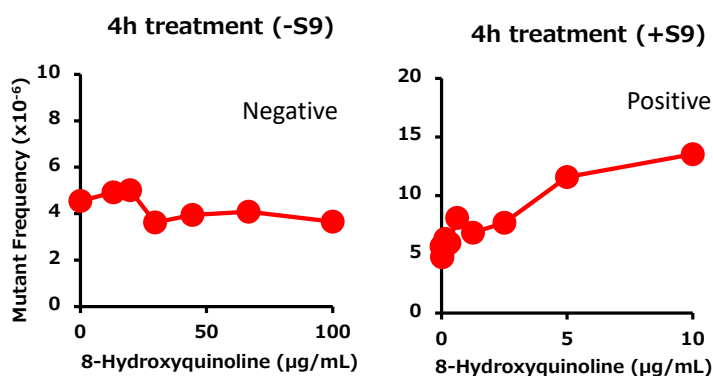 4h treatment (-S9)
Mutant Frequency (x10⁻⁶)
10
8
6
4
2
0
Negative
0 50 100
8-Hydroxyquinoline (μg/mL)
4h treatment (+S9)
20
15
10
5
0
Positive
0 5 10
8-Hydroxyquinoline (μg/mL)